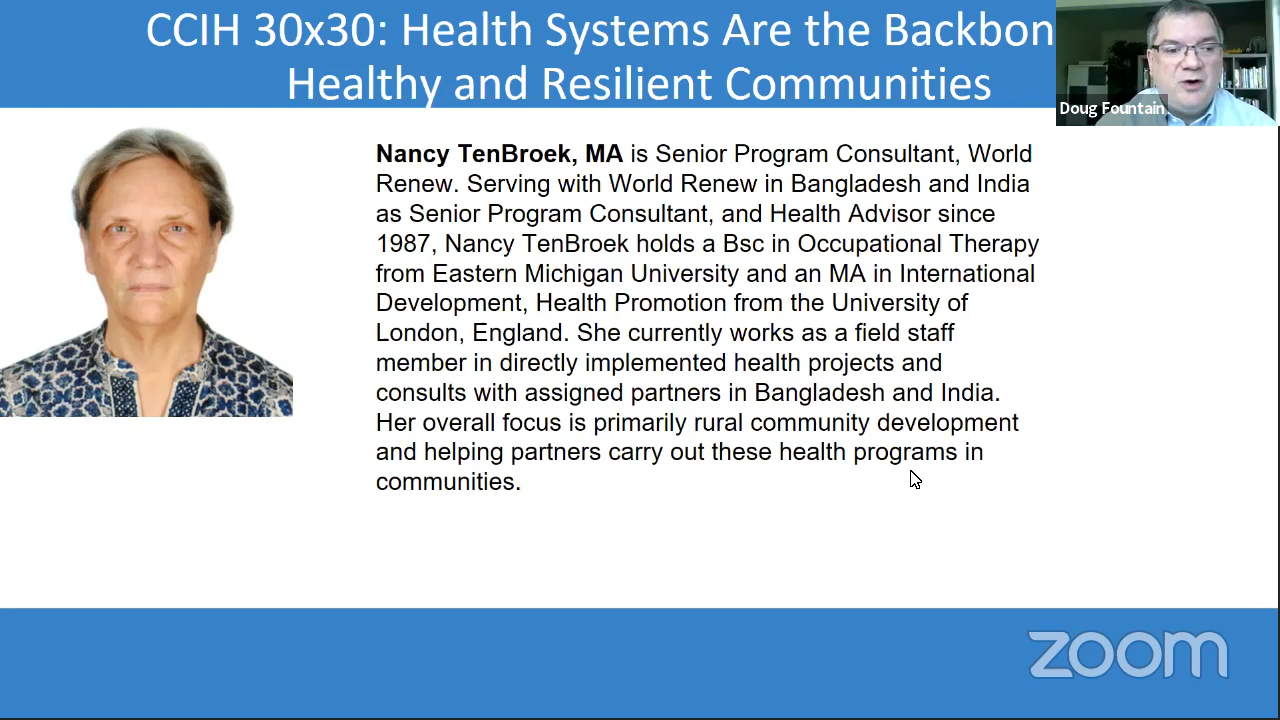 CCIH 30x30: Health Systems Are the Backbon
Healthy and Resilient Communities
Doug Fountain
Nancy TenBroek, MA is Senior Program Consultant, World
Renew. Serving with World Renew in Bangladesh and India
as Senior Program Consultant, and Health Advisor since
1987, Nancy TenBroek holds a Bsc in Occupational Therapy
from Eastern Michigan University and an MA in International
Development, Health Promotion from the University of
London, England. She currently works as a field staff
member in directly implemented health projects and
consults with assigned partners in Bangladesh and India.
Her overall focus is primarily rural community development
and helping partners carry out these health programs in
communities.
zoom